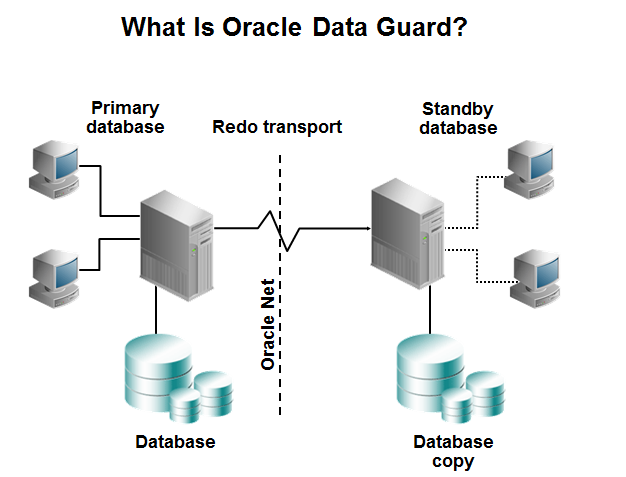 What Is Oracle Data Guard?
Primary
database
Redo transport
Standby
database
Oracle Net
Database
Database
copy